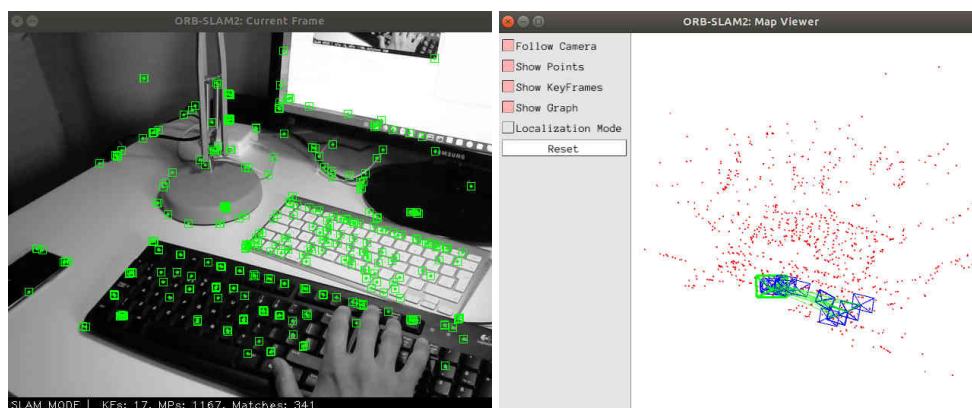 ORB-SLAM2: Current Frame
SAMSUNG
SLAM MODE |  KFs: 17, MPs: 1167, Matches: 341
ORB-SLAM2: Map Viewer
Follow Camera
Show Points
Show KeyFrames
Show Graph
Localization Mode
Reset